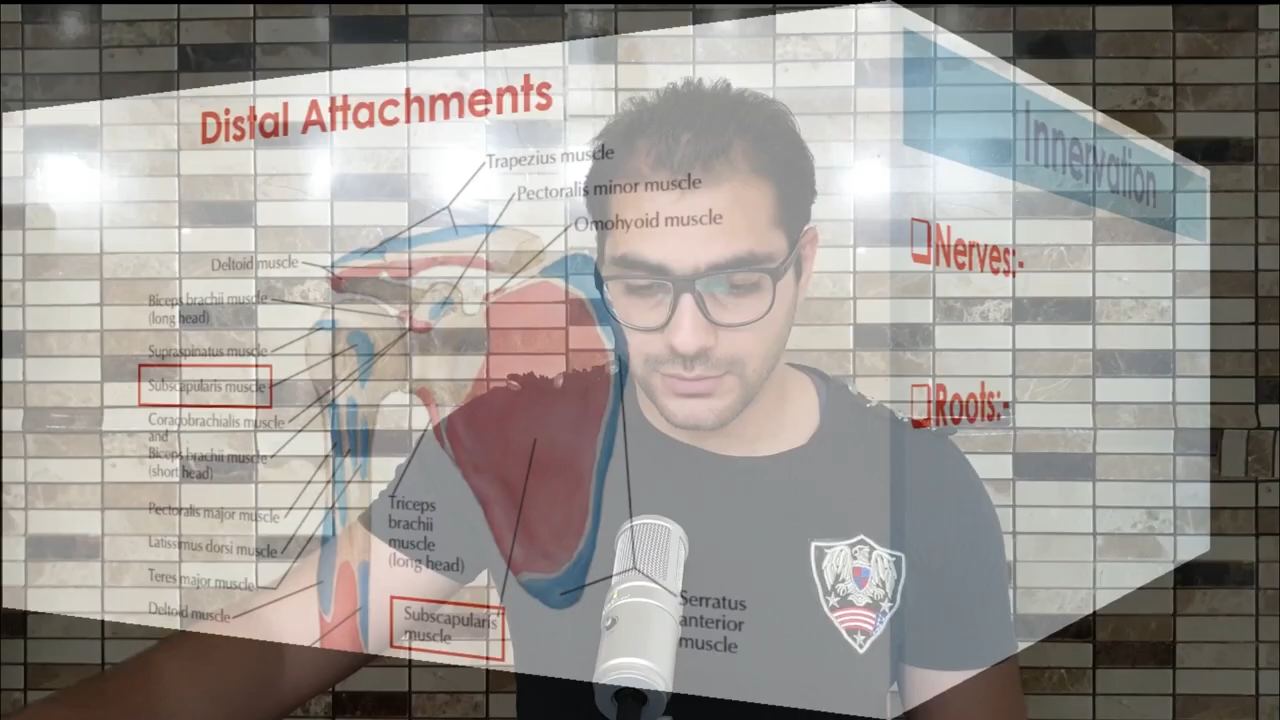 Distal Attachments
Trapezius muscle
Pectoralis minor muscle
Omohyoid muscle
Deltoid muscle
Biceps brachii muscle
(long head)
Supraspinatus muscle
Subscapularis muscle
Coracobrachialis muscle
and
Biceps brachii muscle
(short head)
Pectoralis major muscle
Latissimus dorsi muscle
Teres major muscle
Deltoid muscle
Triceps
brachii
muscle
(long head)
Subscapularis
muscle
Serratus
anterior
muscle
Innervation
❑Nerves:-
❑Roots:-